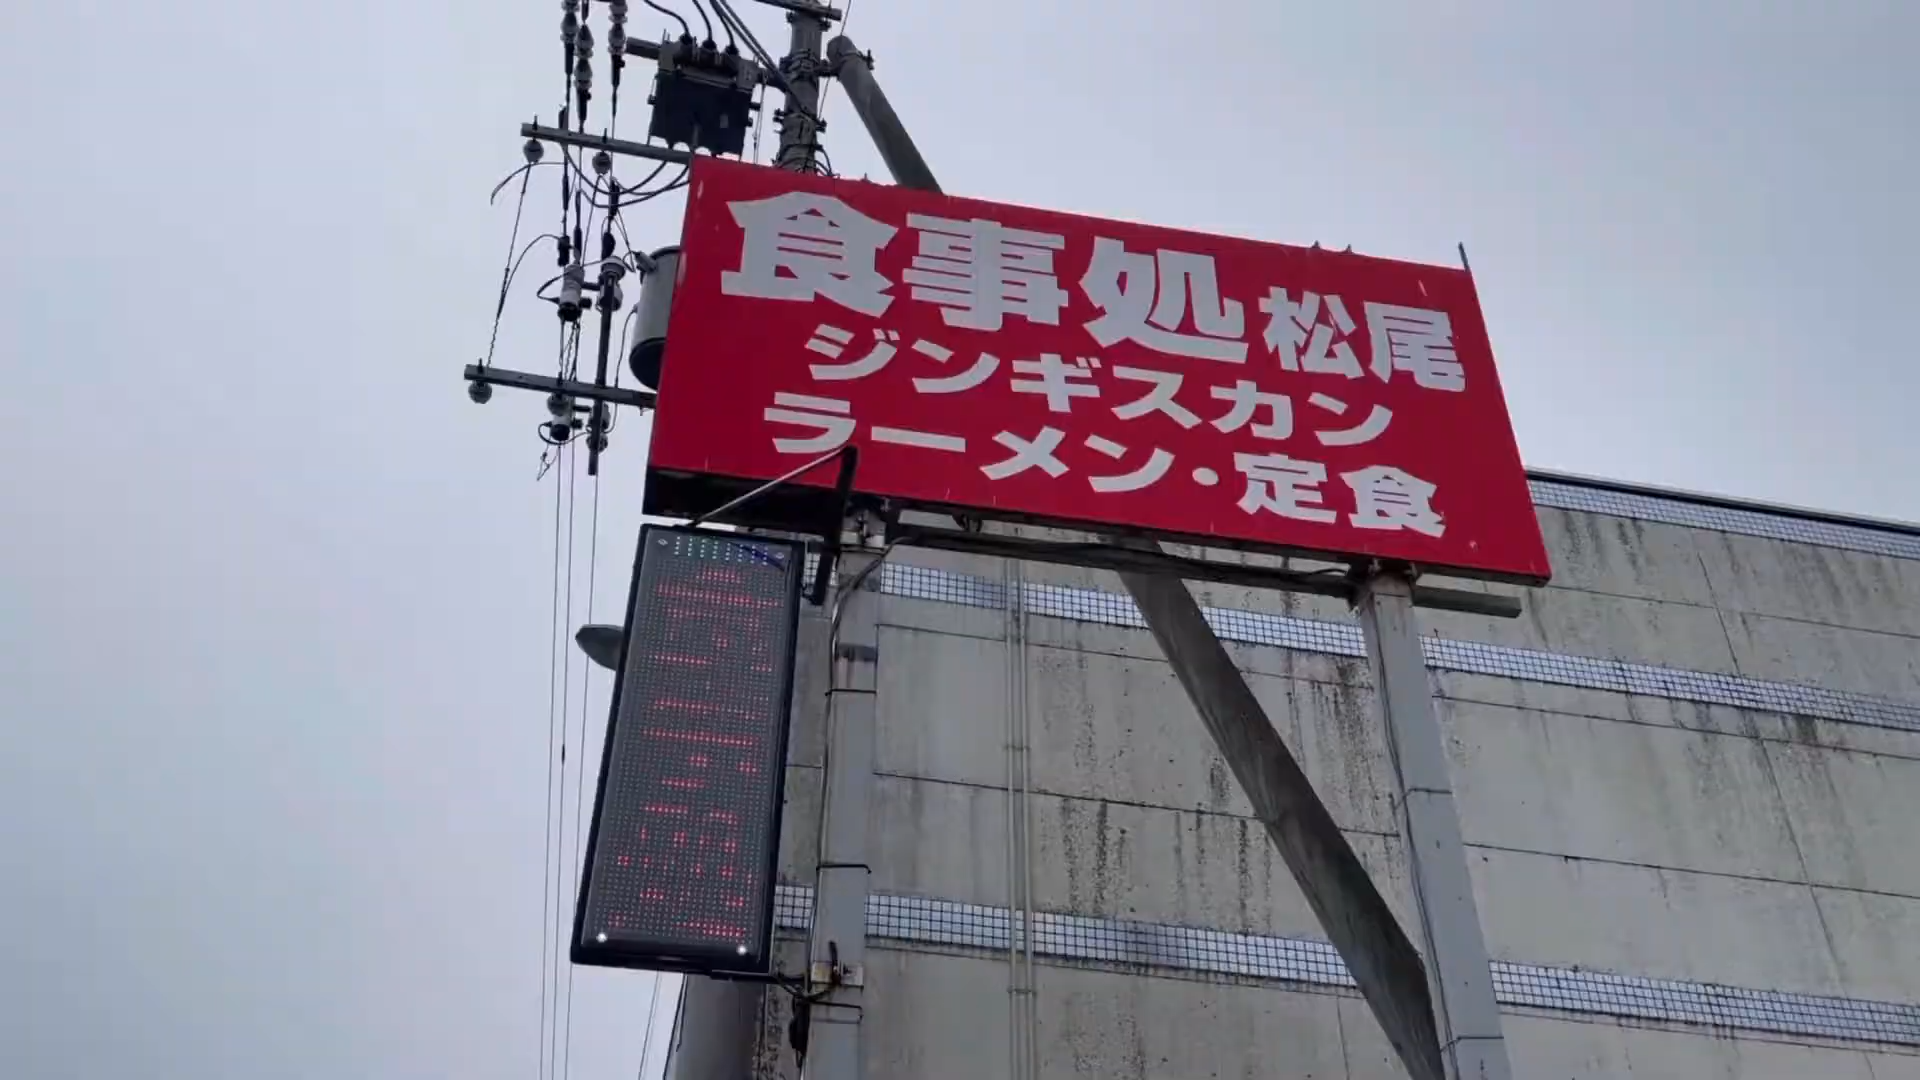 食事処 松尾
ジンギスカン
ラーメン・定食